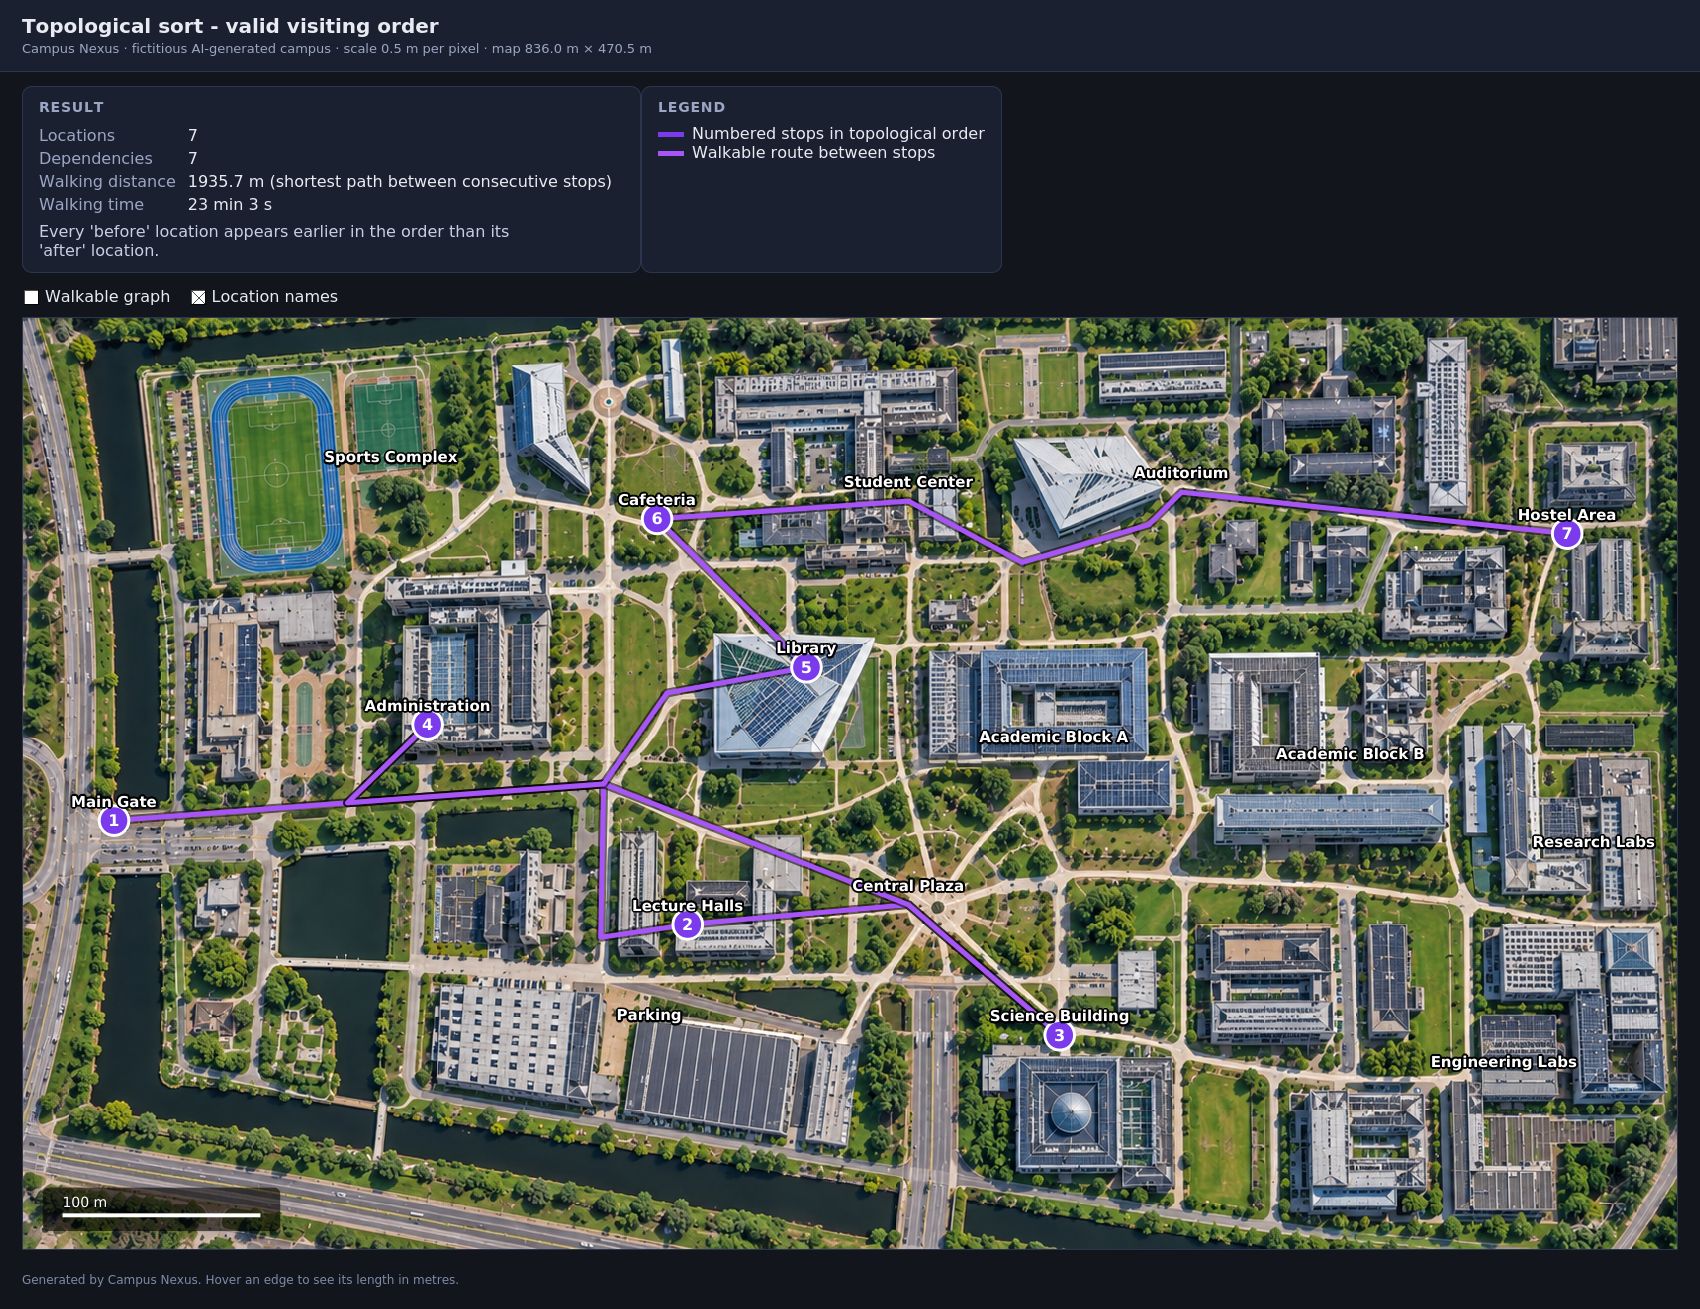 Topological sort - valid visiting order
Campus Nexus · fictitious AI-generated campus · scale 0.5 m per pixel · map 836.0 m × 470.5 m
RESULT
Locations 7
Dependencies 7
Walking distance 1935.7 m (shortest path between consecutive stops)
Walking time 23 min 3 s
Every 'before' location appears earlier in the order than its
'after' location.
LEGEND
Numbered stops in topological order
Walkable route between stops
Walkable graph
Location names
Sports Complex
Cafeteria
6
Student Center
Auditorium
Hostel Area
7
Library
5
Administration
4
Academic Block A
Academic Block B
Main Gate
1
Research Labs
Central Plaza
Lecture Halls
2
Parking
Science Building
3
Engineering Labs
100 m
Generated by Campus Nexus. Hover an edge to see its length in metres.